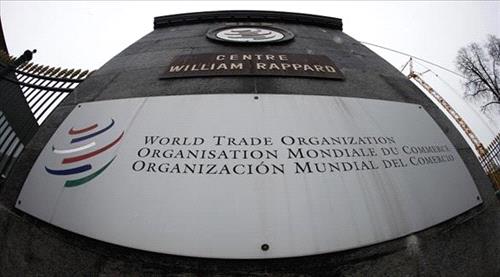 CENTRE
WILLIAM RAPPARD
WORLD TRADE ORGANIZATION
ORGANISATION MONDIALE DU COMMERCE
ORGANIZACIÓN MUNDIAL DEL COMERCIO